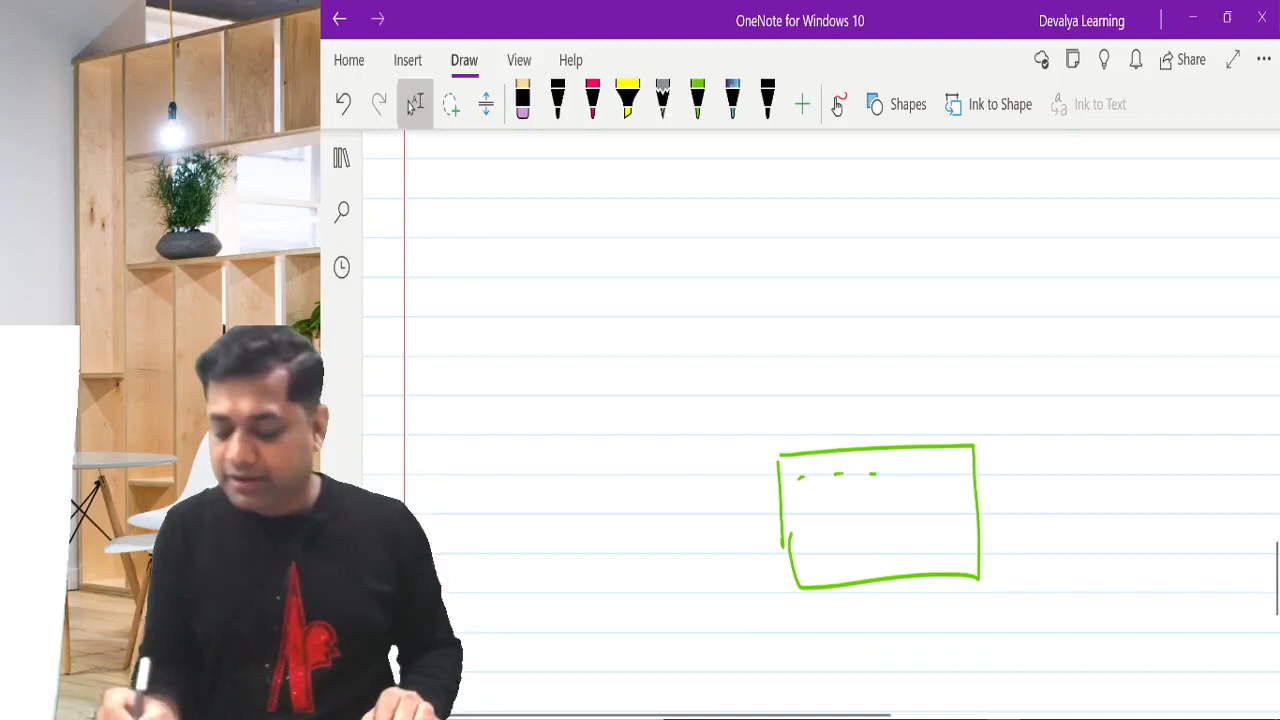 OneNote for Windows 10
Devalya Learning
Home Insert Draw View Help
Share
Shapes
Ink to Shape
Ink to Text